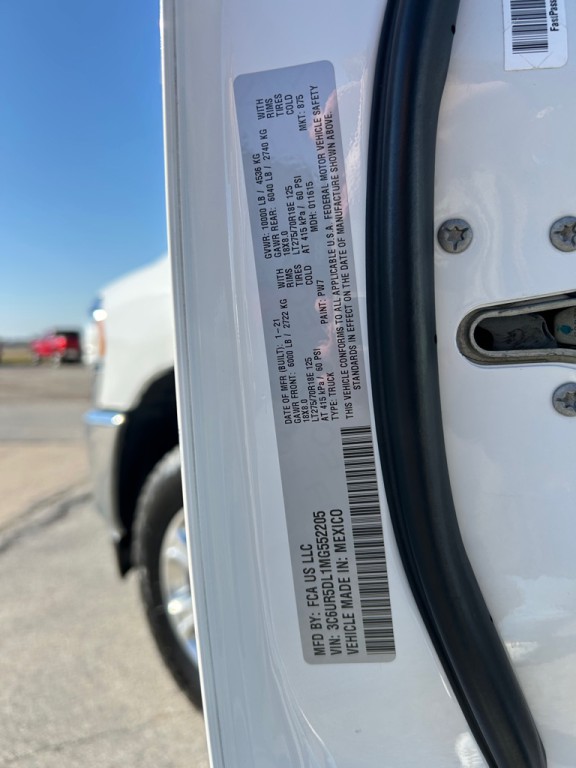 MFD BY: FCA US LLC
VIN: 3C6UR5DL1MG552205
VEHICLE MADE IN: MEXICO
DATE OF MFR (BUILT): 1-21
GAWR FRONT: 6000 LB / 2722 KG WITH
18X8.0 RIMS
LT275/70R18E 125 TIRES
AT 415 kPa / 60 PSI COLD
TYPE: TRUCK PAINT: PW7
GVWR: 10000 LB / 4536 KG
GAWR REAR: 6040 LB / 2740 KG WITH
18X8.0 RIMS
LT275/70R18E 125 TIRES
AT 415 kPa / 60 PSI COLD
MDH: 011615 MKT: 875
THIS VEHICLE CONFORMS TO ALL APPLICABLE U.S.A. FEDERAL MOTOR VEHICLE SAFETY
STANDARDS IN EFFECT ON THE DATE OF MANUFACTURE SHOWN ABOVE.
FastPass